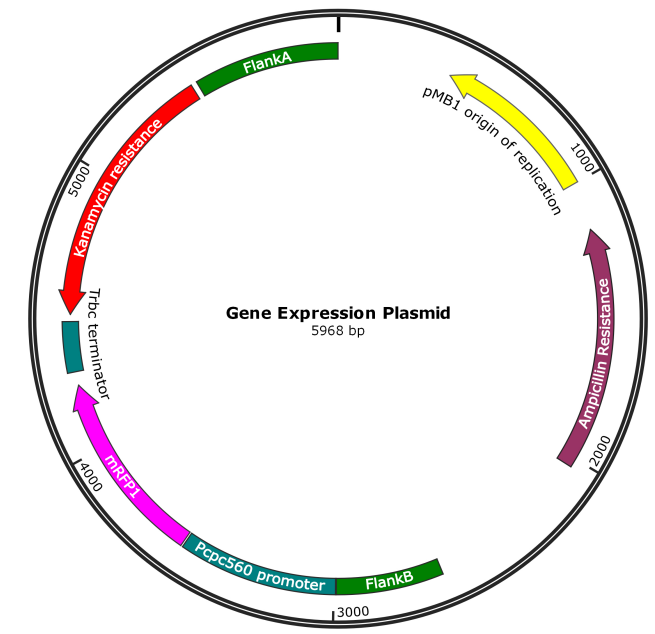 FlankA
pMB1 origin of replication
1000
Kanamycin resistance
5000
Ampicillin Resistance
Trbc terminator
Gene Expression Plasmid
5968 bp
mRFP1
4000
2000
Pcpc560 promoter
FlankB
3000